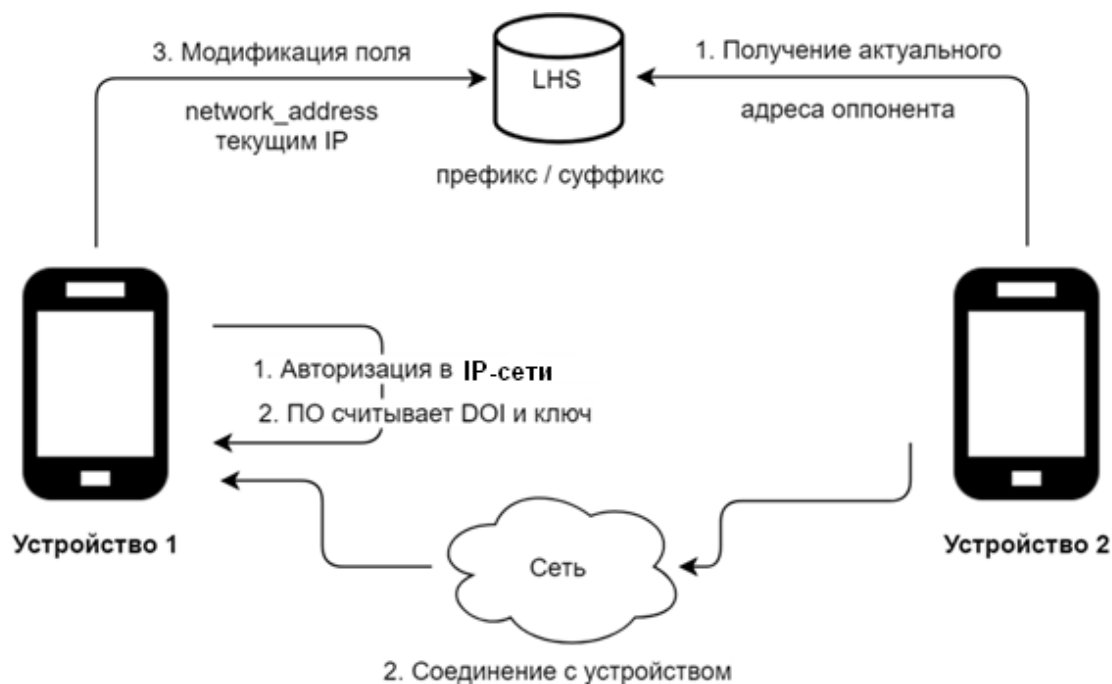 3. Модификация поля
network_address
текущим IP
LHS
префикс / суффикс
1. Получение актуального
адреса оппонента
1. Авторизация в IP-сети
2. ПО считывает DOI и ключ
Устройство 1
Сеть
Устройство 2
2. Соединение с устройством